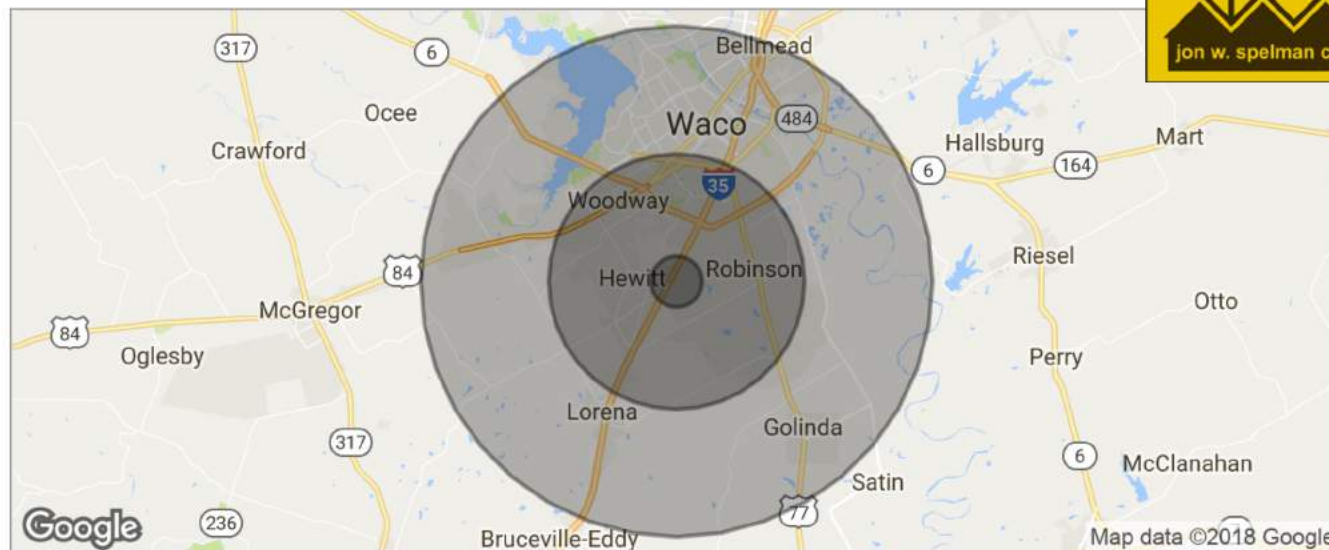 317
6
Bellmead
jon w. spelman c
Ocee
Waco
484
Crawford
Hallsburg
Mart
164
6
35
Woodway
84
Hewitt
Robinson
Riesel
McGregor
Otto
84
Oglesby
Perry
Lorena
Golinda
317
6
McClanahan
Satin
77
236
Google
Bruceville-Eddy
Map data ©2018 Google